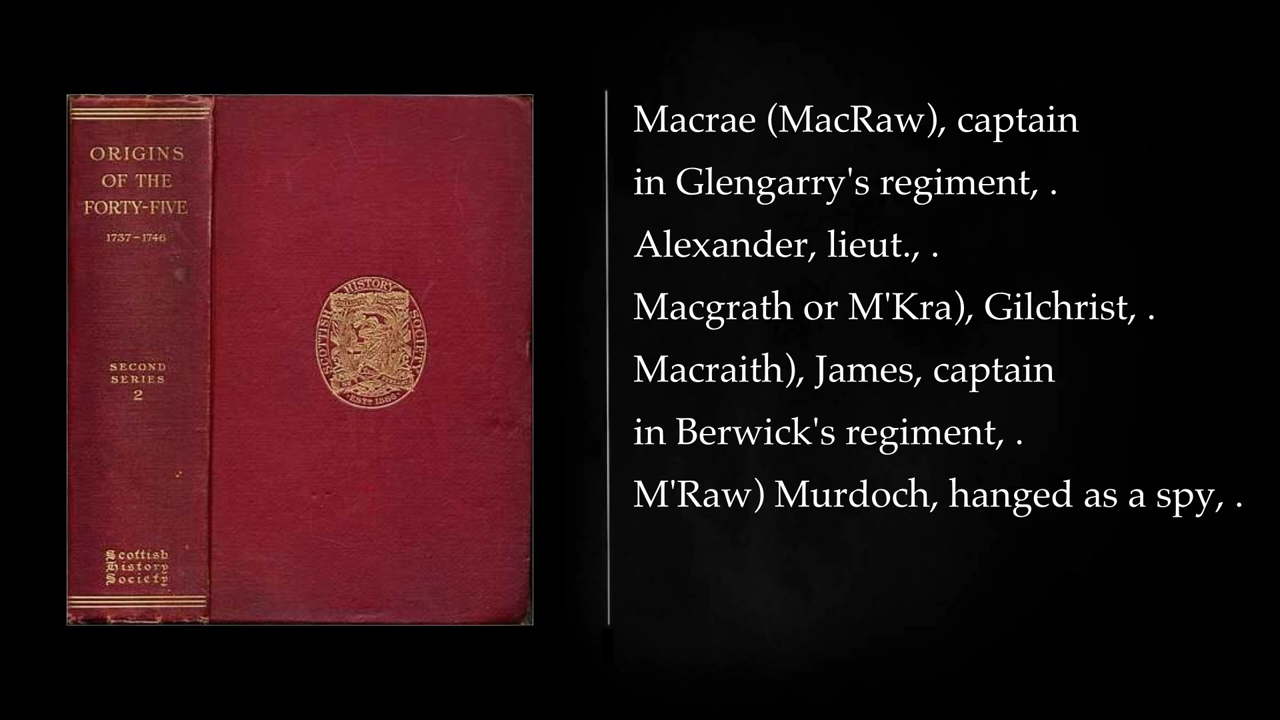 ORIGINS
OF THE
FORTY-FIVE
1737-1746
SECOND
SERIES
2
Scottish
History
Society
SCOTTISH HISTORY SOCIETY
·ESTD 1886·
Macrae (MacRaw), captain
in Glengarry's regiment, .
Alexander, lieut., .
Macgrath or M'Kra), Gilchrist, .
Macraith), James, captain
in Berwick's regiment, .
M'Raw) Murdoch, hanged as a spy, .